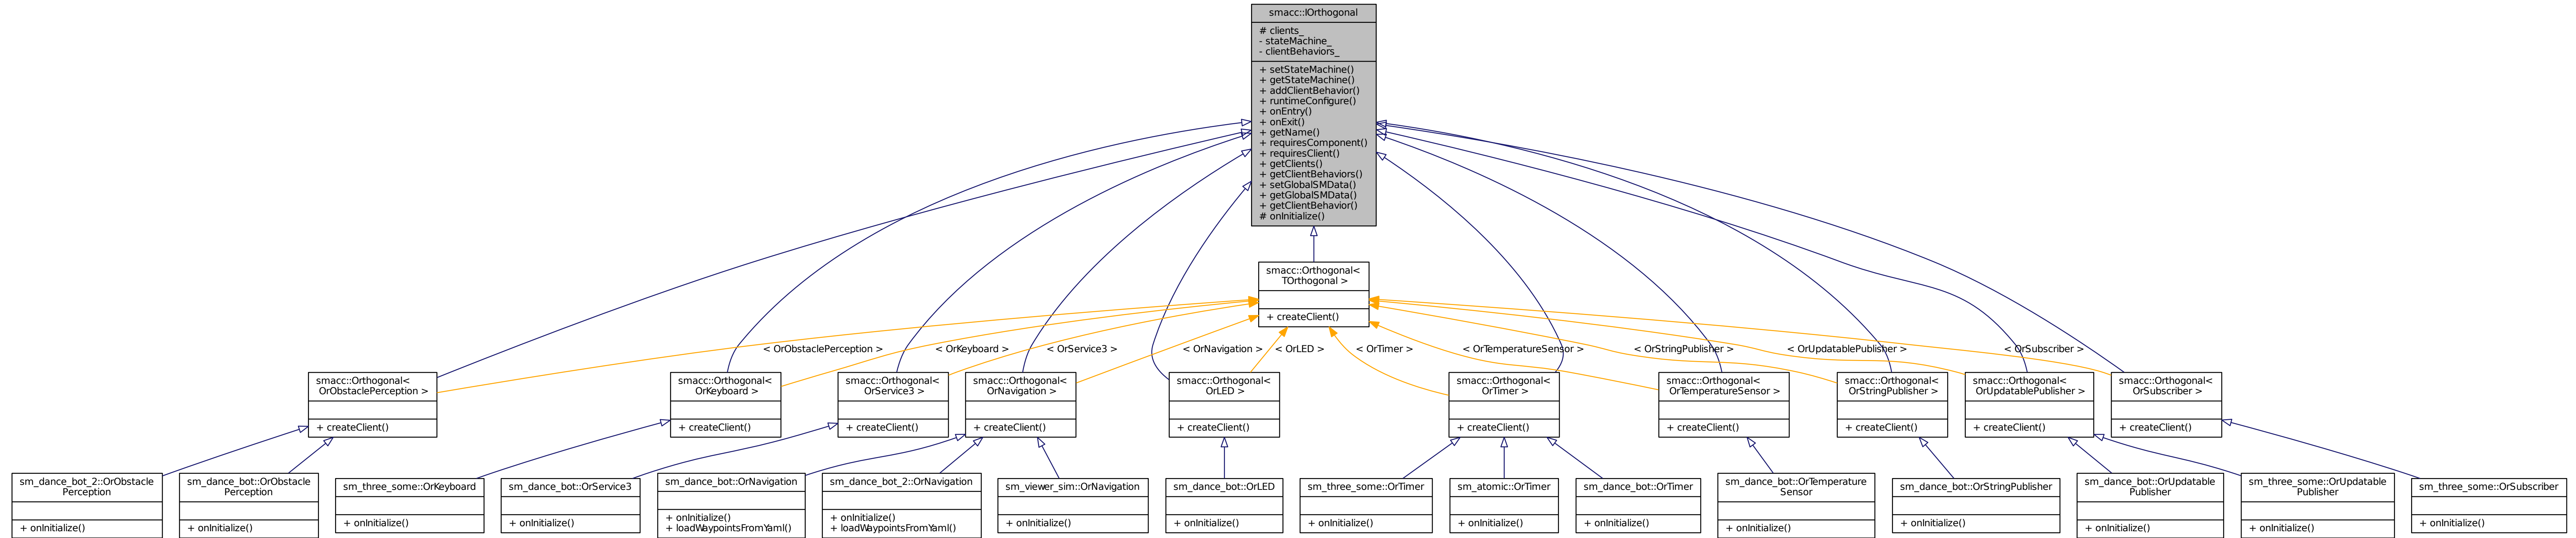 smacc::IOrthogonal
# clients_
- stateMachine_
- clientBehaviors_
+ setStateMachine()
+ getStateMachine()
+ addClientBehavior()
+ runtimeConfigure()
+ onEntry()
+ onExit()
+ getName()
+ requiresComponent()
+ requiresClient()
+ getClients()
+ getClientBehaviors()
+ setGlobalSMData()
+ getGlobalSMData()
+ getClientBehavior()
# onInitialize()
smacc::Orthogonal<
TOrthogonal >
+ createClient()
< OrObstaclePerception >
< OrKeyboard >
< OrService3 >
< OrNavigation >
< OrLED >
< OrTimer >
< OrTemperatureSensor >
< OrStringPublisher >
< OrUpdatablePublisher >
< OrSubscriber >
smacc::Orthogonal<
OrObstaclePerception >
+ createClient()
smacc::Orthogonal<
OrKeyboard >
+ createClient()
smacc::Orthogonal<
OrService3 >
+ createClient()
smacc::Orthogonal<
OrNavigation >
+ createClient()
smacc::Orthogonal<
OrLED >
+ createClient()
smacc::Orthogonal<
OrTimer >
+ createClient()
smacc::Orthogonal<
OrTemperatureSensor >
+ createClient()
smacc::Orthogonal<
OrStringPublisher >
+ createClient()
smacc::Orthogonal<
OrUpdatablePublisher >
+ createClient()
smacc::Orthogonal<
OrSubscriber >
+ createClient()
sm_dance_bot_2::OrObstacle
Perception
+ onInitialize()
sm_dance_bot::OrObstacle
Perception
+ onInitialize()
sm_three_some::OrKeyboard
+ onInitialize()
sm_dance_bot::OrService3
+ onInitialize()
sm_dance_bot::OrNavigation
+ onInitialize()
+ loadWaypointsFromYaml()
sm_dance_bot_2::OrNavigation
+ onInitialize()
+ loadWaypointsFromYaml()
sm_viewer_sim::OrNavigation
+ onInitialize()
sm_dance_bot::OrLED
+ onInitialize()
sm_three_some::OrTimer
+ onInitialize()
sm_atomic::OrTimer
+ onInitialize()
sm_dance_bot::OrTimer
+ onInitialize()
sm_dance_bot::OrTemperature
Sensor
+ onInitialize()
sm_dance_bot::OrStringPublisher
+ onInitialize()
sm_dance_bot::OrUpdatable
Publisher
+ onInitialize()
sm_three_some::OrUpdatable
Publisher
+ onInitialize()
sm_three_some::OrSubscriber
+ onInitialize()